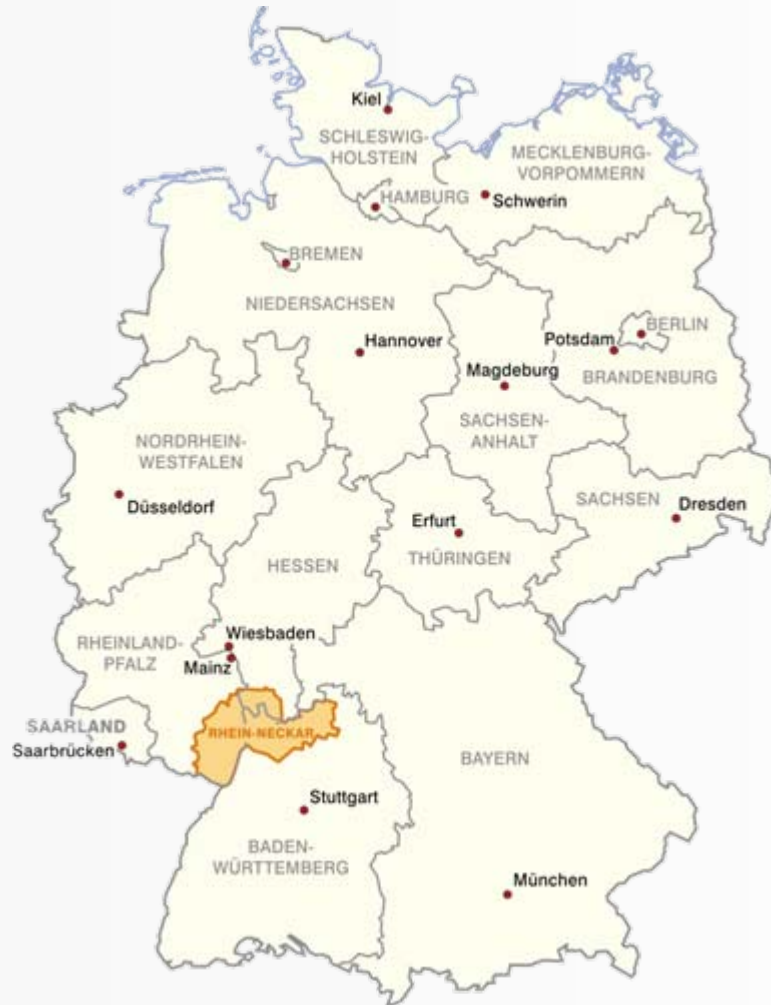 Kiel
SCHLESWIG-
HOLSTEIN
MECKLENBURG-
VORPOMMERN
HAMBURG
Schwerin
BREMEN
NIEDERSACHSEN
Hannover
BERLIN
Potsdam
BRANDENBURG
Magdeburg
SACHSEN-
ANHALT
NORDRHEIN-
WESTFALEN
Düsseldorf
SACHSEN
Dresden
Erfurt
THÜRINGEN
HESSEN
Wiesbaden
RHEINLAND-
PFALZ
Mainz
SAARLAND
Saarbrücken
RHEIN-NECKAR
BAYERN
Stuttgart
BADEN-
WÜRTTEMBERG
München